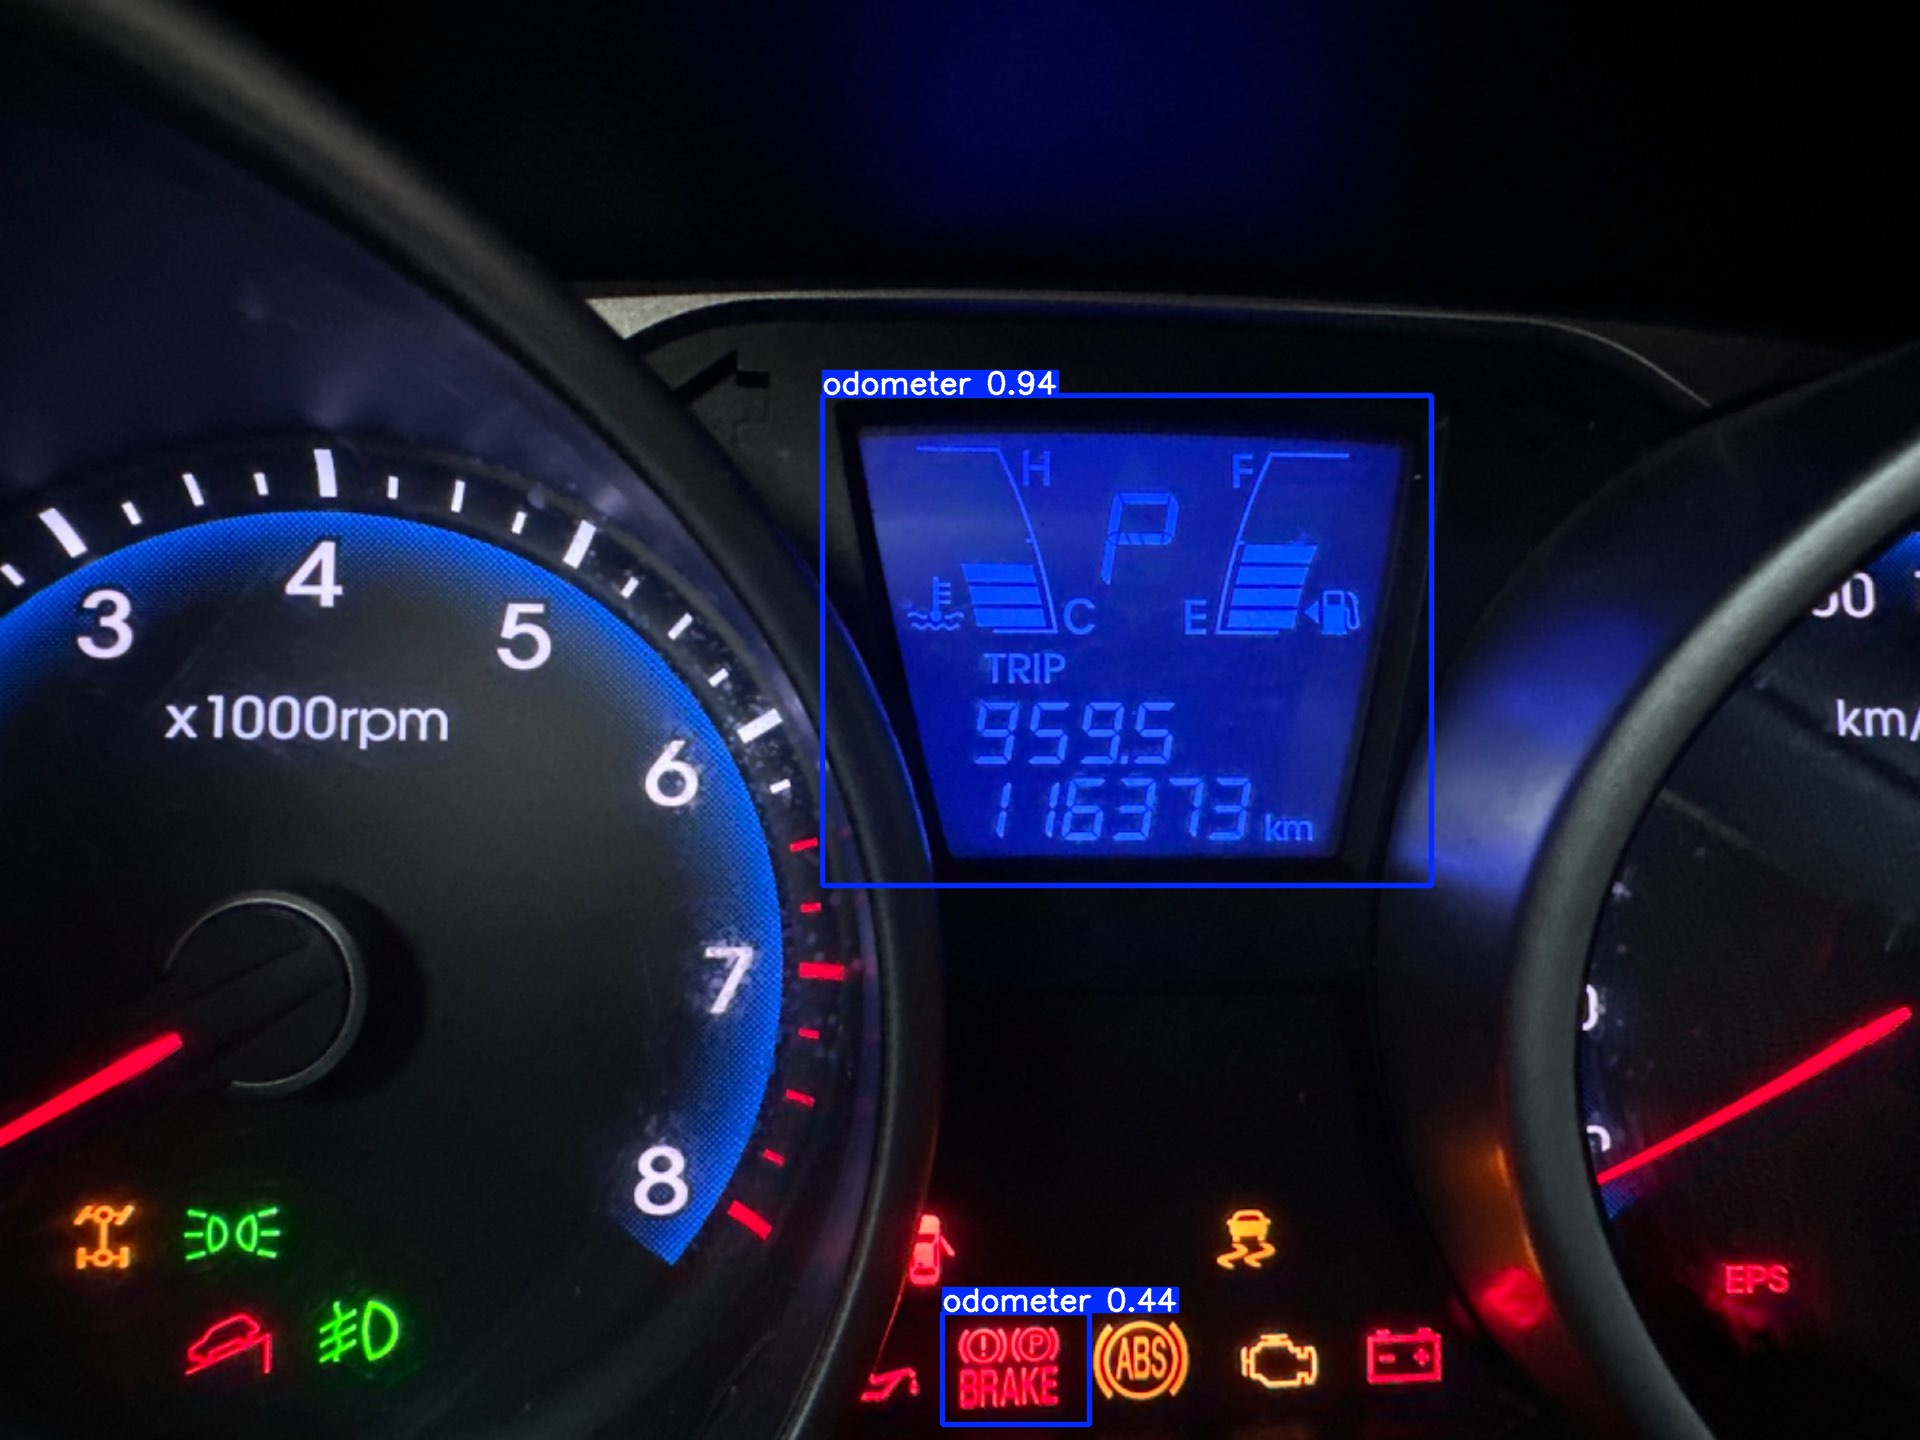 odometer 0.94
H
F
P
C
E
TRIP
959.5
116373 km
3
4
5
6
7
8
x1000rpm
km/
EPS
odometer 0.44
BRAKE
ABS